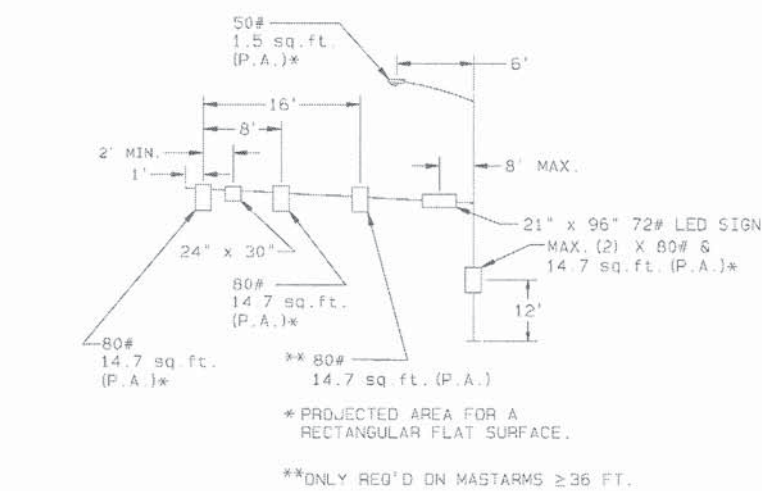 50#
1.5 sq.ft.
(P.A.)*
6'
16'
8'
2' MIN.
1'
8' MAX.
21" x 96" 72# LED SIGN
MAX. (2) X 80# &
14.7 sq.ft. (P.A.)*
24" x 30"
80#
14.7 sq.ft.
(P.A.)*
12'
80#
14.7 sq.ft.
(P.A.)*
** 80#
14.7 sq.ft. (P.A.)
* PROJECTED AREA FOR A
RECTANGULAR FLAT SURFACE.
**ONLY REQ'D ON MASTARMS ≥36 FT.